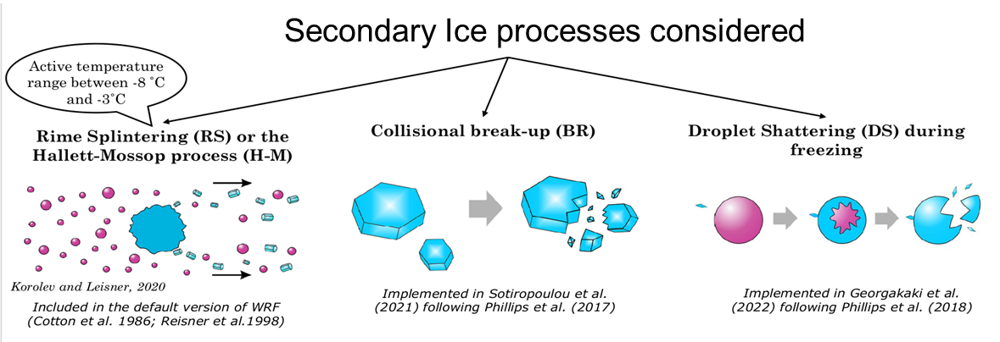 Secondary Ice processes considered
Active temperature
range between -8 °C
and -3°C
Rime Splintering (RS) or the
Hallett-Mossop process (H-M)
Korolev and Leisner, 2020
Included in the default version of WRF
(Cotton et al. 1986; Reisner et al.1998)
Collisional break-up (BR)
Implemented in Sotiropoulou et al.
(2021) following Phillips et al. (2017)
Droplet Shattering (DS) during
freezing
Implemented in Georgakaki et al.
(2022) following Phillips et al. (2018)